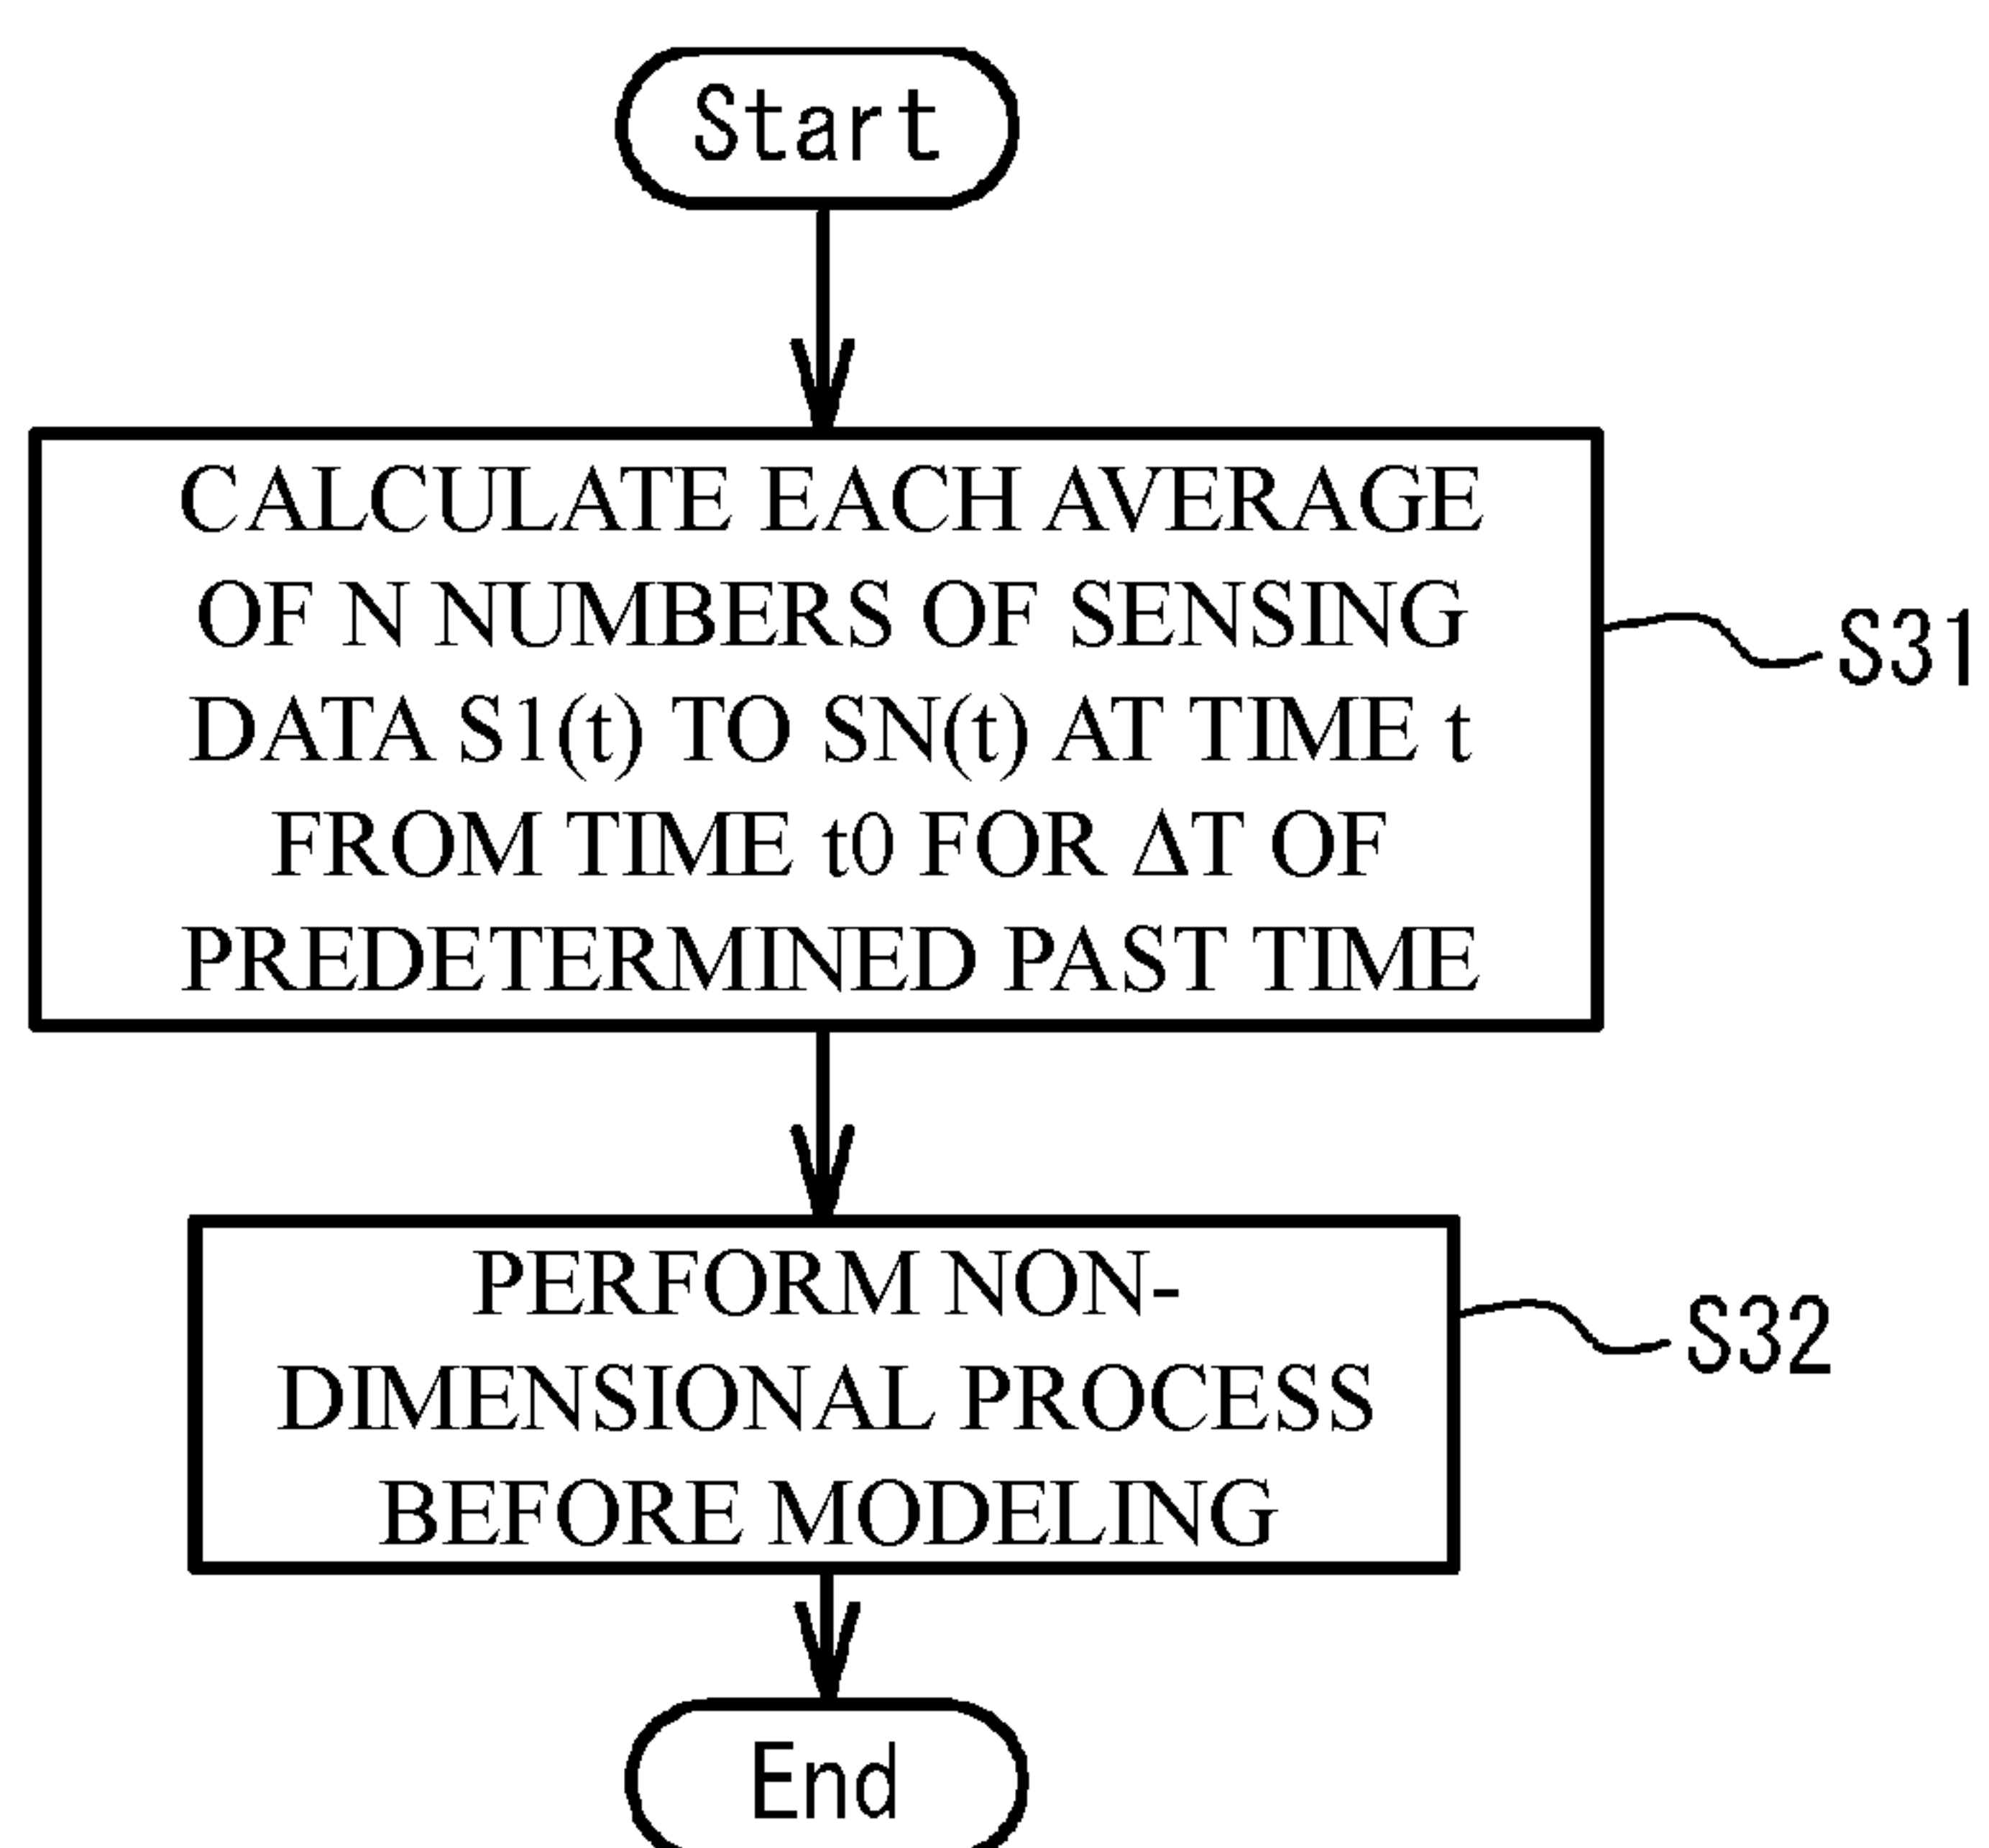 Start
CALCULATE EACH AVERAGE
OF N NUMBERS OF SENSING
DATA S1(t) TO SN(t) AT TIME t
FROM TIME t0 FOR ΔT OF
PREDETERMINED PAST TIME
S31
PERFORM NON-
DIMENSIONAL PROCESS
BEFORE MODELING
S32
End